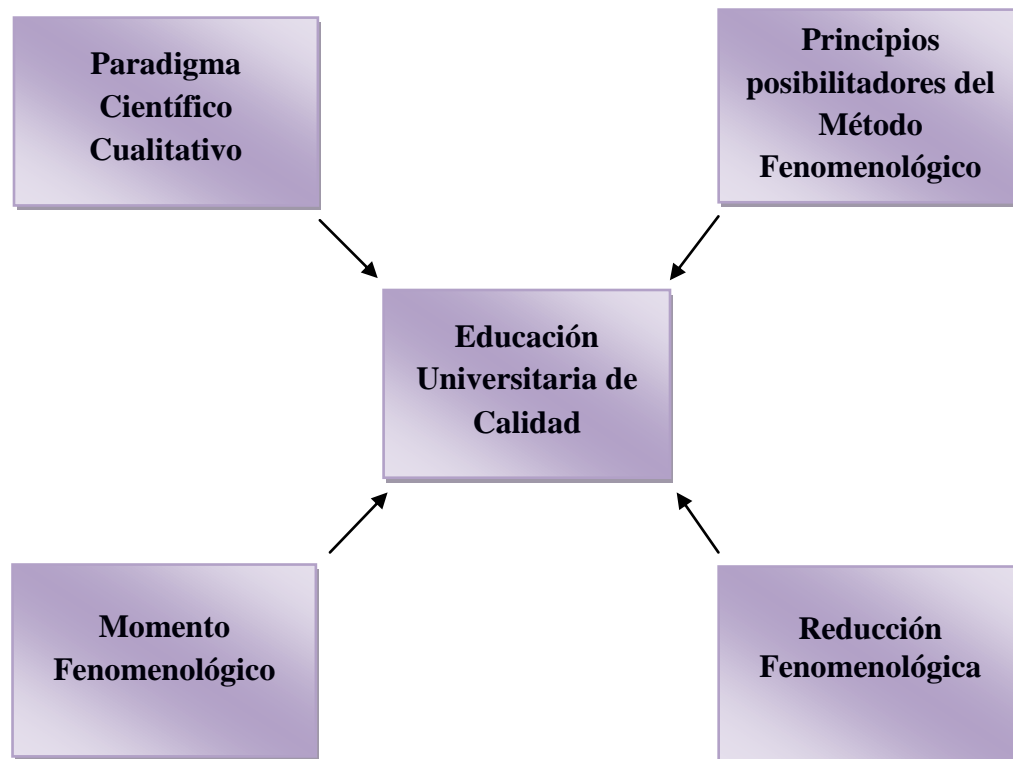 Paradigma
Científico
Cualitativo
Principios
posibilitadores del
Método
Fenomenológico
Educación
Universitaria de
Calidad
Momento
Fenomenológico
Reducción
Fenomenológica